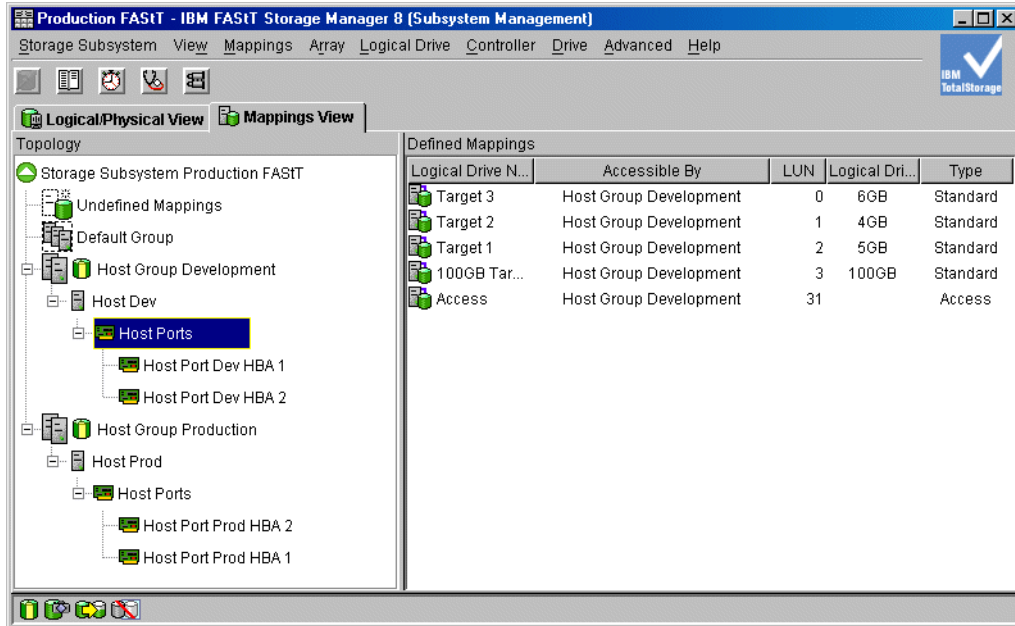 Production FAStT - IBM FAStT Storage Manager 8 (Subsystem Management)
Storage Subsystem View Mappings Array Logical Drive Controller Drive Advanced Help
IBM
TotalStorage
Logical/Physical View Mappings View
Topology
Storage Subsystem Production FAStT
Undefined Mappings
Default Group
Host Group Development
Host Dev
Host Ports
Host Port Dev HBA 1
Host Port Dev HBA 2
Host Group Production
Host Prod
Host Ports
Host Port Prod HBA 2
Host Port Prod HBA 1
Defined Mappings
Logical Drive N... Accessible By LUN Logical Dri... Type
Target 3 Host Group Development 0 6GB Standard
Target 2 Host Group Development 1 4GB Standard
Target 1 Host Group Development 2 5GB Standard
100GB Tar... Host Group Development 3 100GB Standard
Access Host Group Development 31 Access